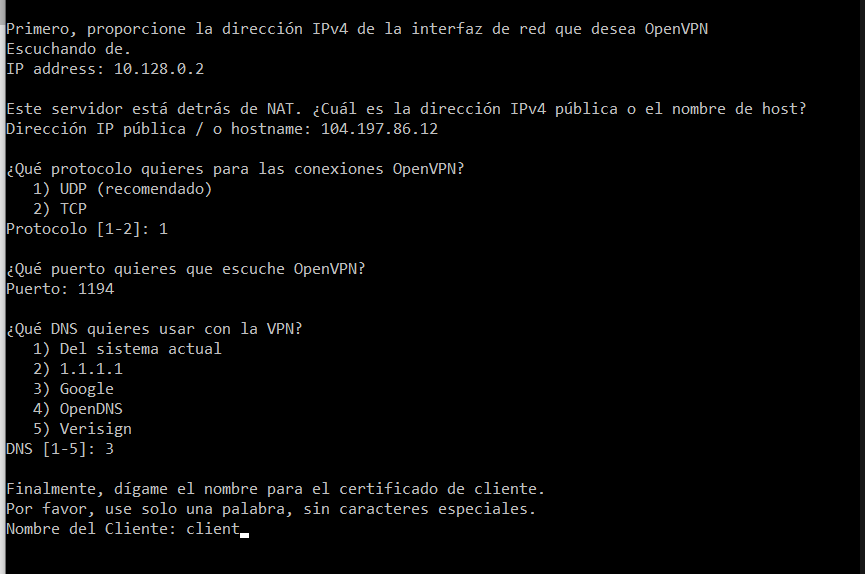 Primero, proporcione la dirección IPv4 de la interfaz de red que desea OpenVPN
Escuchando de.
IP address: 10.128.0.2
Este servidor está detrás de NAT. ¿Cuál es la dirección IPv4 pública o el nombre de host?
Dirección IP pública / o hostname: 104.197.86.12
¿Qué protocolo quieres para las conexiones OpenVPN?
1) UDP (recomendado)
2) TCP
Protocolo [1-2]: 1
¿Qué puerto quieres que escuche OpenVPN?
Puerto: 1194
¿Qué DNS quieres usar con la VPN?
1) Del sistema actual
2) 1.1.1.1
3) Google
4) OpenDNS
5) Verisign
DNS [1-5]: 3
Finalmente, dígame el nombre para el certificado de cliente.
Por favor, use solo una palabra, sin caracteres especiales.
Nombre del Cliente: client